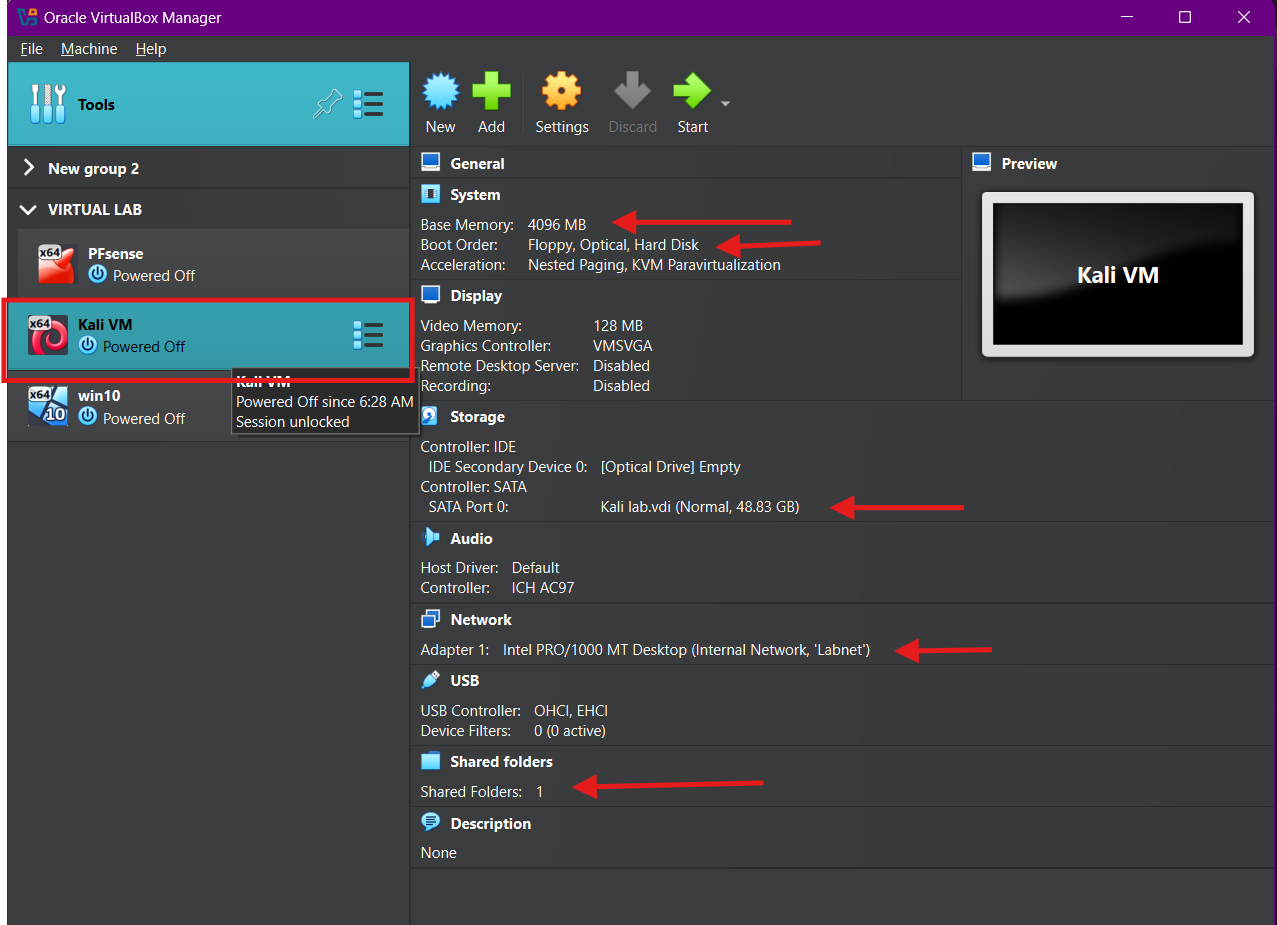 Oracle VirtualBox Manager
File Machine Help
Tools
New Add Settings Discard Start
New group 2
VIRTUAL LAB
x64
PFsense
Powered Off
x64
Kali VM
Powered Off
x64
10
win10
Powered Off
Kali VM
Powered Off since 6:28 AM
Session unlocked
General
System
Base Memory: 4096 MB
Boot Order: Floppy, Optical, Hard Disk
Acceleration: Nested Paging, KVM Paravirtualization
Display
Video Memory: 128 MB
Graphics Controller: VMSVGA
Remote Desktop Server: Disabled
Recording: Disabled
Storage
Controller: IDE
IDE Secondary Device 0: [Optical Drive] Empty
Controller: SATA
SATA Port 0: Kali lab.vdi (Normal, 48.83 GB)
Audio
Host Driver: Default
Controller: ICH AC97
Network
Adapter 1: Intel PRO/1000 MT Desktop (Internal Network, 'Labnet')
USB
USB Controller: OHCI, EHCI
Device Filters: 0 (0 active)
Shared folders
Shared Folders: 1
Description
None
Preview
Kali VM